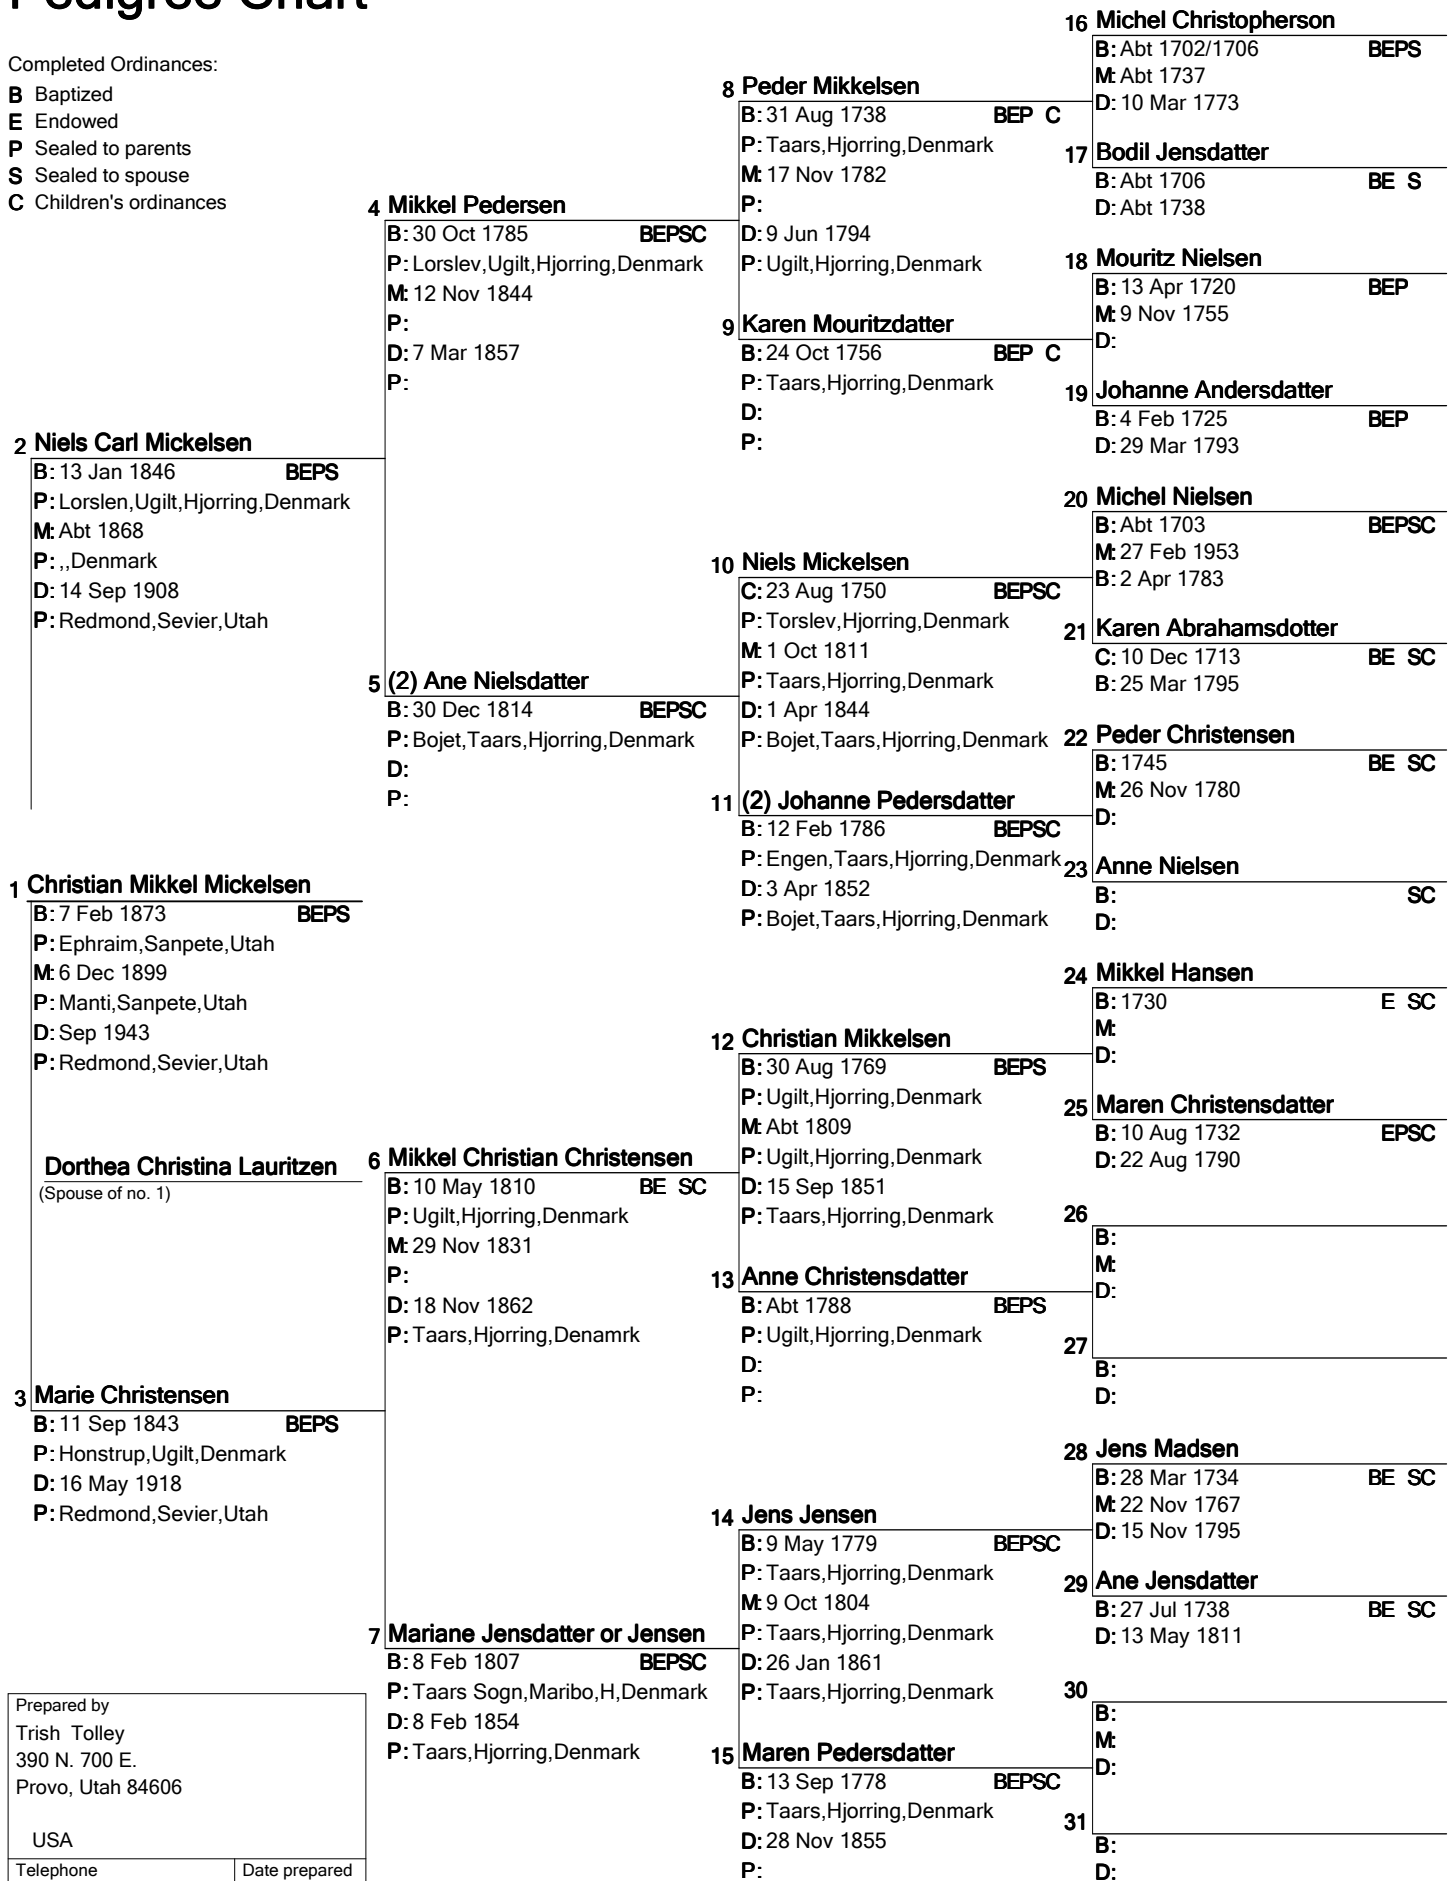 Pedigree Chart
Completed Ordinances:
B Baptized
E Endowed
P Sealed to parents
S Sealed to spouse
C Children's ordinances
1 Christian Mikkel Mickelsen
B: 7 Feb 1873 BEPS
P: Ephraim,Sanpete,Utah
M: 6 Dec 1899
P: Manti,Sanpete,Utah
D: Sep 1943
P: Redmond,Sevier,Utah
Dorthea Christina Lauritzen
(Spouse of no. 1)
2 Niels Carl Mickelsen
B: 13 Jan 1846 BEPS
P: Lorslen,Ugilt,Hjorring,Denmark
M: Abt 1868
P: ,,Denmark
D: 14 Sep 1908
P: Redmond,Sevier,Utah
3 Marie Christensen
B: 11 Sep 1843 BEPS
P: Honstrup,Ugilt,Denmark
D: 16 May 1918
P: Redmond,Sevier,Utah
4 Mikkel Pedersen
B: 30 Oct 1785 BEPSC
P: Lorslev,Ugilt,Hjorring,Denmark
M: 12 Nov 1844
P:
D: 7 Mar 1857
P:
5 (2) Ane Nielsdatter
B: 30 Dec 1814 BEPSC
P: Bojet,Taars,Hjorring,Denmark
D:
P:
6 Mikkel Christian Christensen
B: 10 May 1810 BE SC
P: Ugilt,Hjorring,Denmark
M: 29 Nov 1831
P:
D: 18 Nov 1862
P: Taars,Hjorring,Denamrk
7 Mariane Jensdatter or Jensen
B: 8 Feb 1807 BEPSC
P: Taars Sogn,Maribo,H,Denmark
D: 8 Feb 1854
P: Taars,Hjorring,Denmark
8 Peder Mikkelsen
B: 31 Aug 1738 BEP C
P: Taars,Hjorring,Denmark
M: 17 Nov 1782
P:
D: 9 Jun 1794
P: Ugilt,Hjorring,Denmark
9 Karen Mouritzdatter
B: 24 Oct 1756 BEP C
P: Taars,Hjorring,Denmark
D:
P:
10 Niels Mickelsen
C: 23 Aug 1750 BEPSC
P: Torslev,Hjorring,Denmark
M: 1 Oct 1811
P: Taars,Hjorring,Denmark
D: 1 Apr 1844
P: Bojet,Taars,Hjorring,Denmark
11 (2) Johanne Pedersdatter
B: 12 Feb 1786 BEPSC
P: Engen,Taars,Hjorring,Denmark
D: 3 Apr 1852
P: Bojet,Taars,Hjorring,Denmark
12 Christian Mikkelsen
B: 30 Aug 1769 BEPS
P: Ugilt,Hjorring,Denmark
M: Abt 1809
P: Ugilt,Hjorring,Denmark
D: 15 Sep 1851
P: Taars,Hjorring,Denmark
13 Anne Christensdatter
B: Abt 1788 BEPS
P: Ugilt,Hjorring,Denmark
D:
P:
14 Jens Jensen
B: 9 May 1779 BEPSC
P: Taars,Hjorring,Denmark
M: 9 Oct 1804
P: Taars,Hjorring,Denmark
D: 26 Jan 1861
P: Taars,Hjorring,Denmark
15 Maren Pedersdatter
B: 13 Sep 1778 BEPSC
P: Taars,Hjorring,Denmark
D: 28 Nov 1855
P:
16 Michel Christopherson
B: Abt 1702/1706 BEPS
M: Abt 1737
D: 10 Mar 1773
17 Bodil Jensdatter
B: Abt 1706 BE S
D: Abt 1738
18 Mouritz Nielsen
B: 13 Apr 1720 BEP
M: 9 Nov 1755
D:
19 Johanne Andersdatter
B: 4 Feb 1725 BEP
D: 29 Mar 1793
20 Michel Nielsen
B: Abt 1703 BEPSC
M: 27 Feb 1953
B: 2 Apr 1783
21 Karen Abrahamsdotter
C: 10 Dec 1713 BE SC
B: 25 Mar 1795
22 Peder Christensen
B: 1745 BE SC
M: 26 Nov 1780
D:
23 Anne Nielsen
B: SC
D:
24 Mikkel Hansen
B: 1730 E SC
M:
D:
25 Maren Christensdatter
B: 10 Aug 1732 EPSC
D: 22 Aug 1790
26
B:
M:
D:
27
B:
D:
28 Jens Madsen
B: 28 Mar 1734 BE SC
M: 22 Nov 1767
D: 15 Nov 1795
29 Ane Jensdatter
B: 27 Jul 1738 BE SC
D: 13 May 1811
30
B:
M:
D:
31
B:
D:
Prepared by
Trish Tolley
390 N. 700 E.
Provo, Utah 84606
USA
Telephone Date prepared